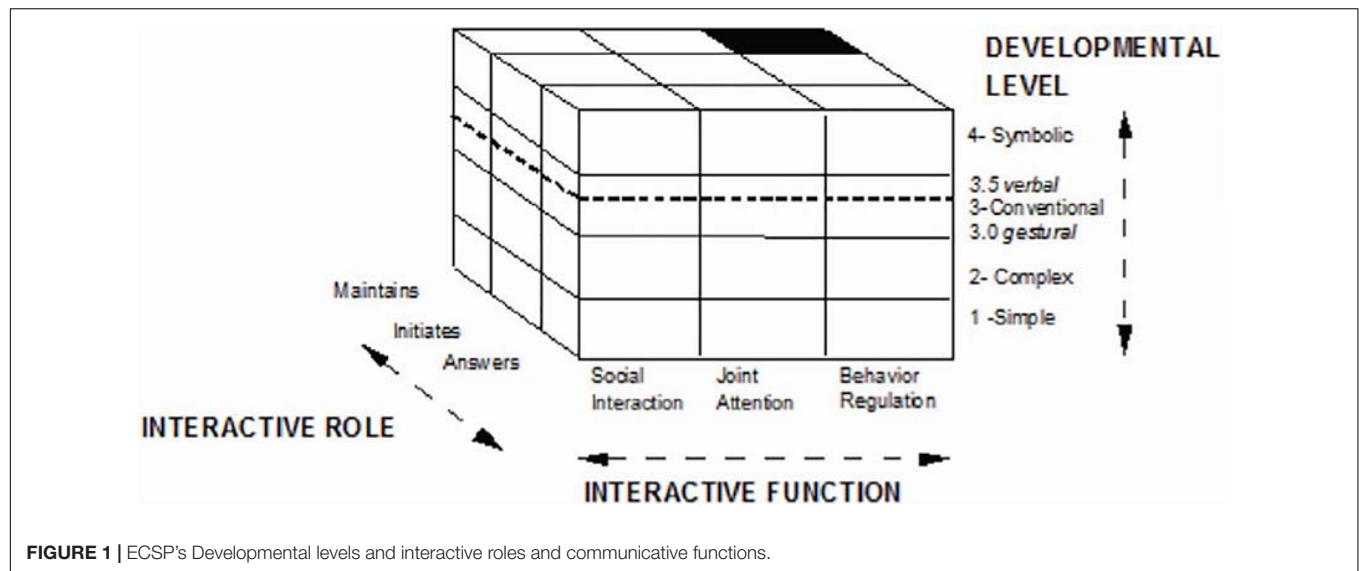 DEVELOPMENTAL
LEVEL
4- Symbolic
3.5 verbal
3-Conventional
3.0 gestural
2- Complex
1 -Simple
Maintains
Initiates
Answers
INTERACTIVE ROLE
Social
Interaction
Joint
Attention
Behavior
Regulation
INTERACTIVE FUNCTION
FIGURE 1 | ECSP's Developmental levels and interactive roles and communicative functions.